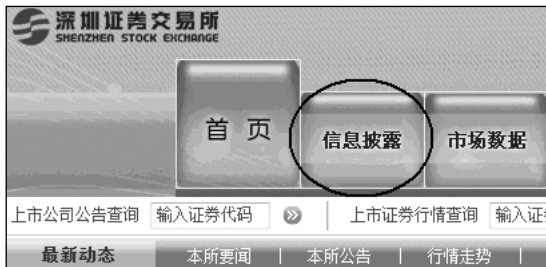 深圳证券交易所
SHENZHEN STOCK EXCHANGE
首页 信息披露 市场数据
上市公司公告查询 输入证券代码 上市证券行情查询 输入证
最新动态 本所要闻 | 本所公告 | 行情走势 |